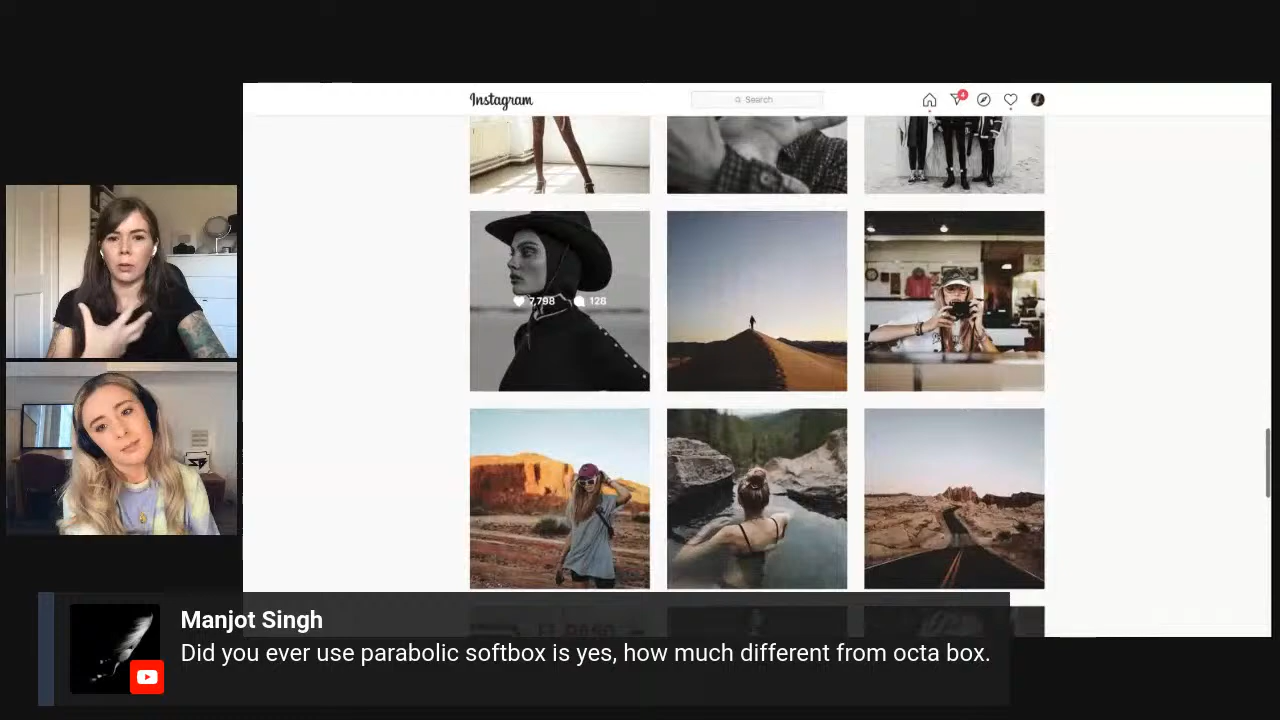 Instagram
Search
4
7,798 128
Manjot Singh
Did you ever use parabolic softbox is yes, how much different from octa box.